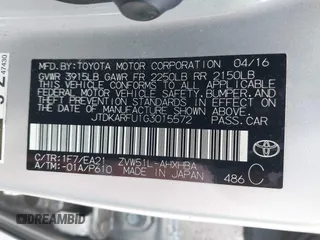 MFD. BY: TOYOTA MOTOR CORPORATION 04/16
GVWR 3915LB GAWR FR 2250LB RR 2150LB
THIS VEHICLE CONFORMS TO ALL APPLICABLE
FEDERAL MOTOR VEHICLE SAFETY, BUMPER, AND
THEFT PREVENTION STANDARDS IN EFFECT ON
THE DATE OF MANUFACTURE SHOWN ABOVE.
JTDKARFU1G3015572 PASS.CAR
C/TR: 1F7/EA21 ZVW51L-AHXHBA
A/TM: -01A/P610 MADE IN JAPAN 486C
47430
DREAMBID